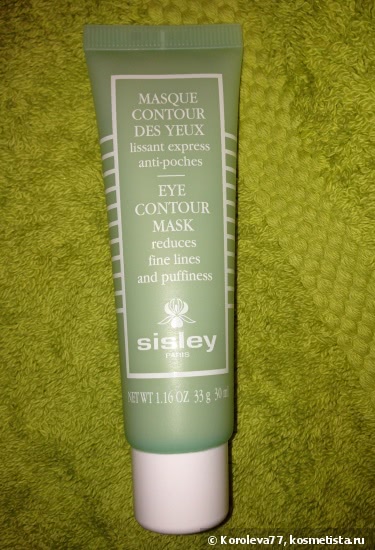 MASQUE
CONTOUR
DES YEUX
lissant express
anti-poches
EYE
CONTOUR
MASK
reduces
fine lines
and puffiness
sisley
PARIS
NET WT 1.16 OZ 33 g 30 ml
© Koroleva77, kosmetista.ru